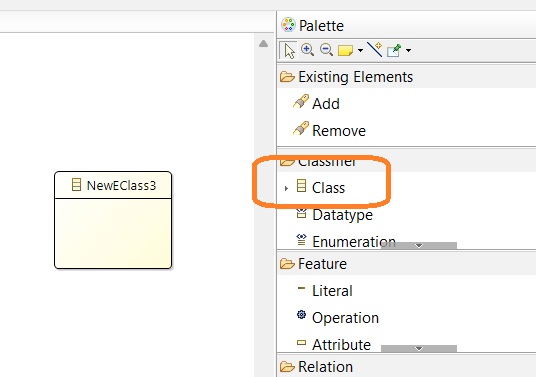 Palette
Existing Elements
Add
Remove
Classifier
NewEClass3
Class
Datatype
Enumeration
Feature
Literal
Operation
Attribute
Relation